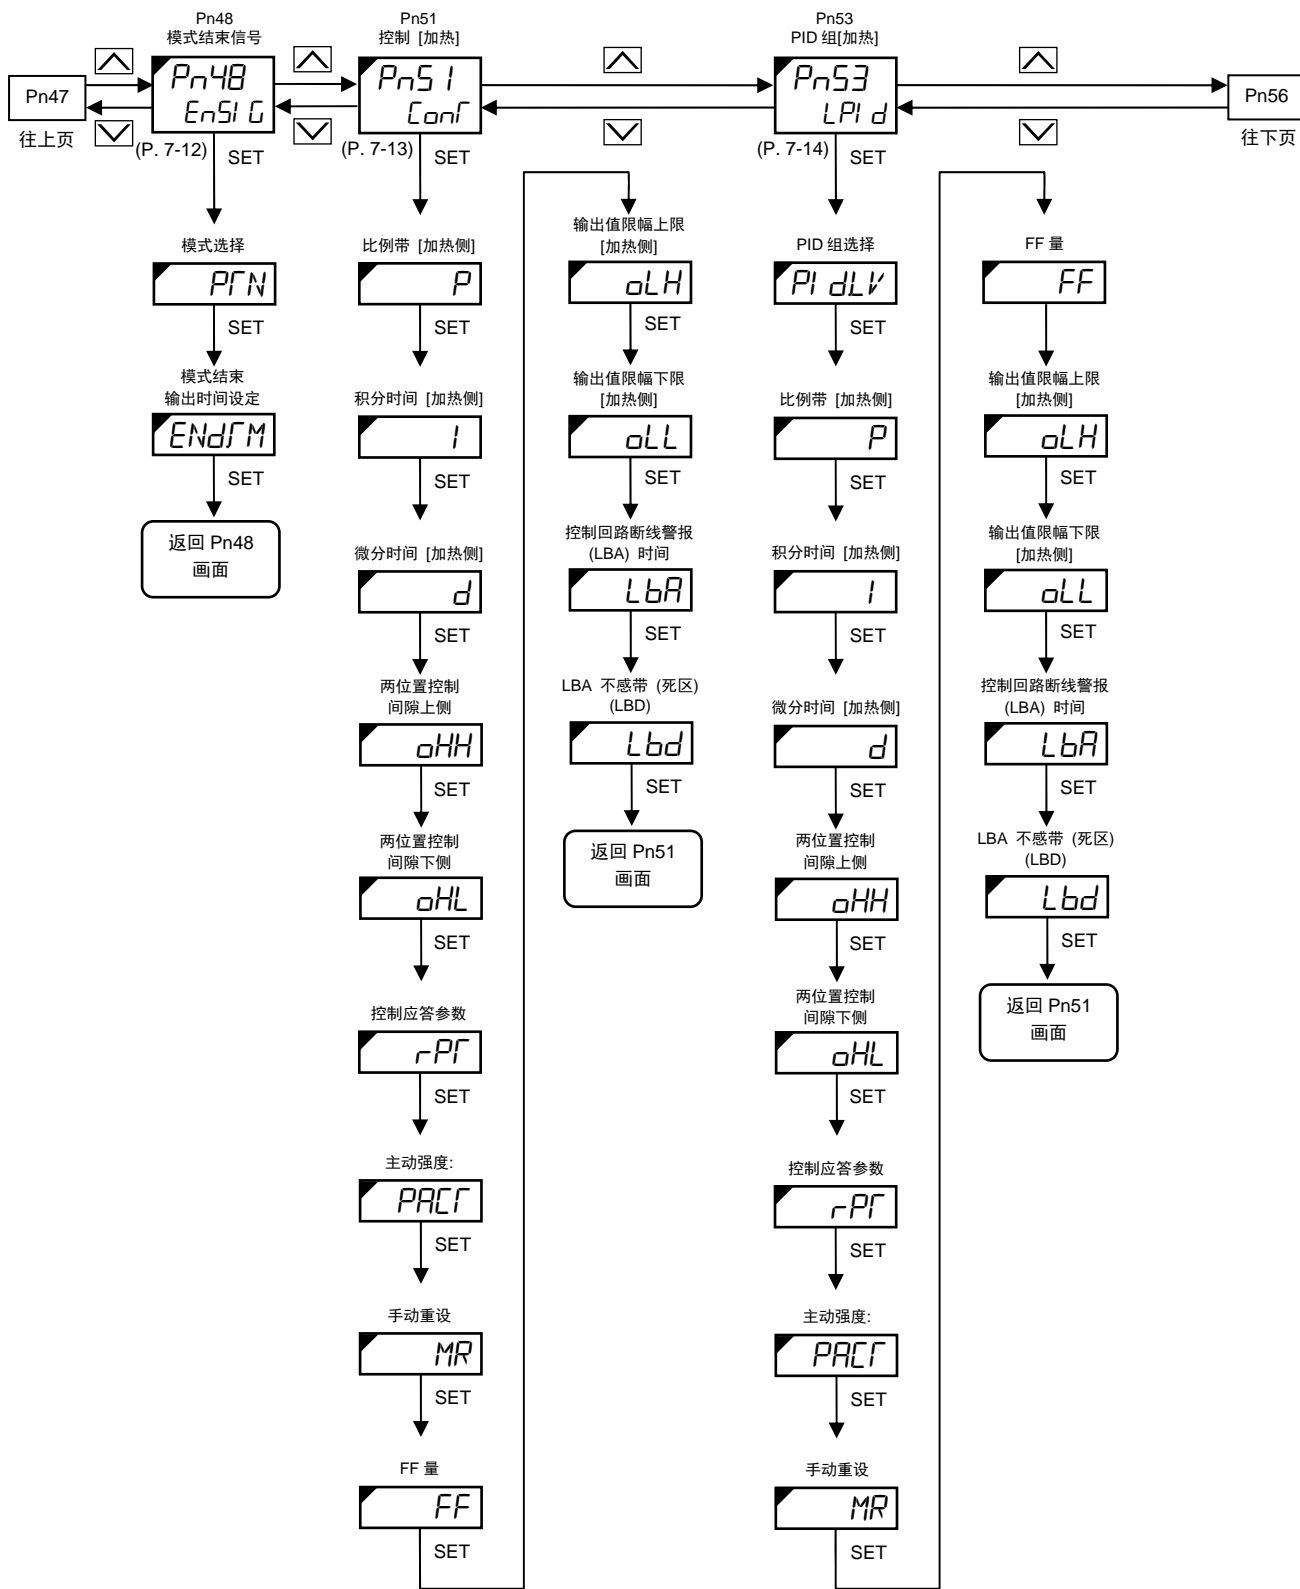 Pn48
模式结束信号
Pn51
控制 [加热]
Pn53
PID 组[加热]
Pn47
往上页
Pn48
EnSIG
(P. 7-12)
SET
Pn51
ConT
(P. 7-13)
SET
Pn53
LPId
(P. 7-14)
SET
Pn56
往下页
模式选择
PTN
SET
模式结束
输出时间设定
ENdTM
SET
返回 Pn48
画面
比例带 [加热侧]
P
SET
积分时间 [加热侧]
I
SET
微分时间 [加热侧]
d
SET
两位置控制
间隙上侧
oHH
SET
两位置控制
间隙下侧
oHL
SET
控制应答参数
rPT
SET
主动强度:
PACT
SET
手动重设
MR
SET
FF 量
FF
SET
输出值限幅上限
[加热侧]
oLH
SET
输出值限幅下限
[加热侧]
oLL
SET
控制回路断线警报
(LBA) 时间
LbA
SET
LBA 不感带 (死区)
(LBD)
Lbd
SET
返回 Pn51
画面
PID 组选择
PIdLV
SET
比例带 [加热侧]
P
SET
积分时间 [加热侧]
I
SET
微分时间 [加热侧]
d
SET
两位置控制
间隙上侧
oHH
SET
两位置控制
间隙下侧
oHL
SET
控制应答参数
rPT
SET
主动强度:
PACT
SET
手动重设
MR
SET
FF 量
FF
SET
输出值限幅上限
[加热侧]
oLH
SET
输出值限幅下限
[加热侧]
oLL
SET
控制回路断线警报
(LBA) 时间
LbA
SET
LBA 不感带 (死区)
(LBD)
Lbd
SET
返回 Pn51
画面